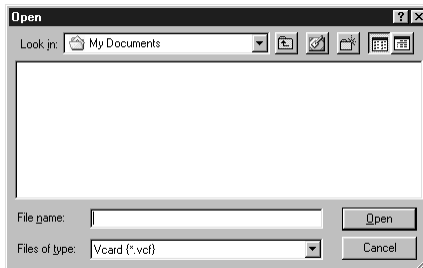 Open
Look in: My Documents
File name:
Open
Files of type: Vcard (*.vcf)
Cancel